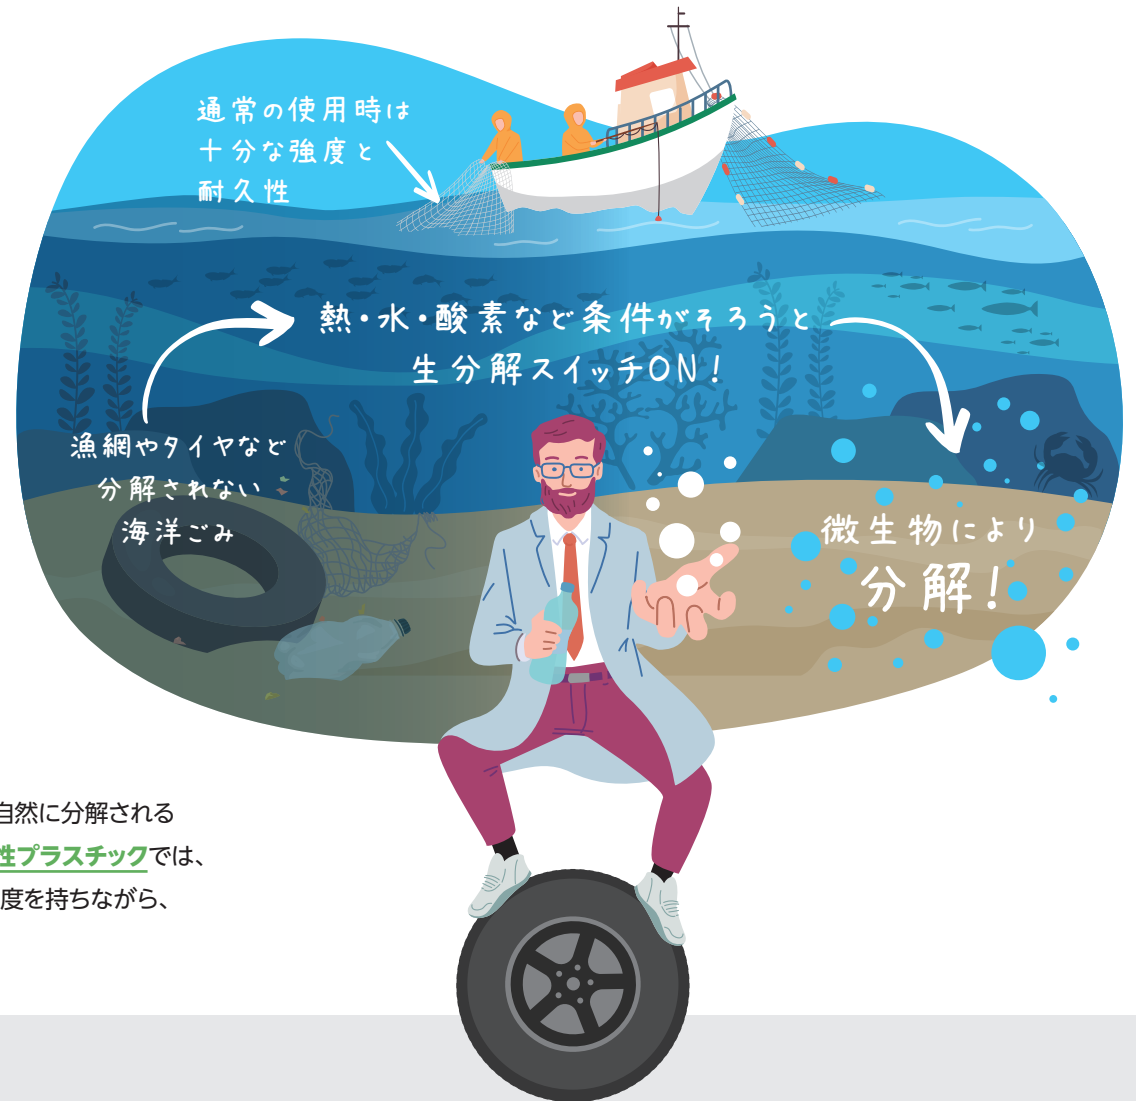 通常の使用時は
十分な強度と
耐久性
熱・水・酸素など条件がそろうと
生分解スイッチON!
漁網やタイヤなど
分解されない
海洋ごみ
微生物により
分解!
自然に分解される
性プラスチックでは、
度を持ちながら、